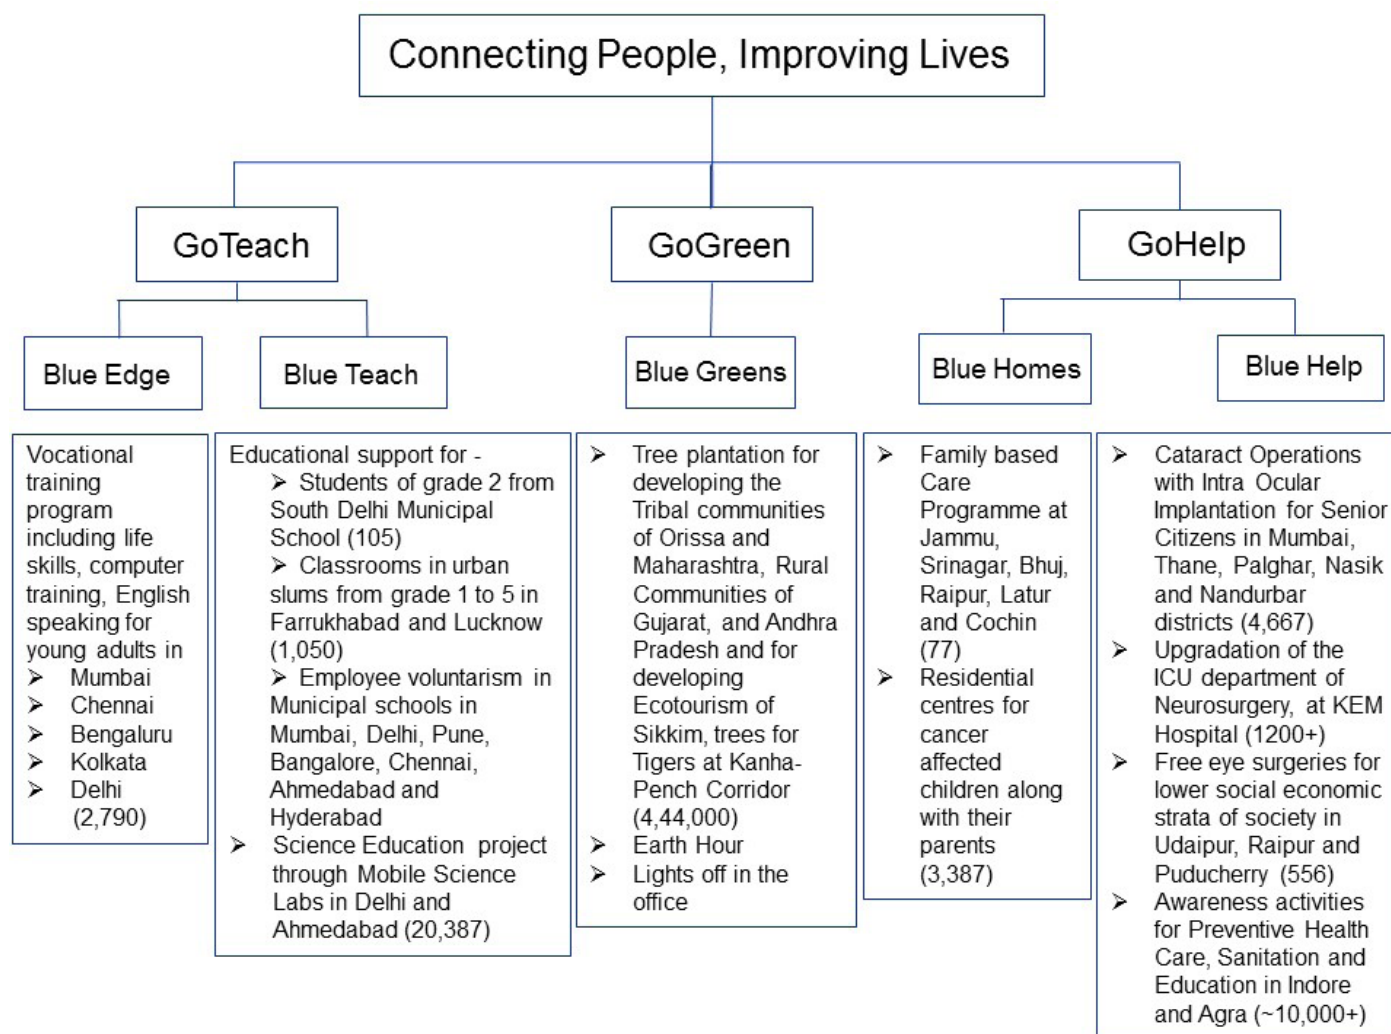 Connecting People, Improving Lives
GoTeach
GoGreen
GoHelp
Blue Edge
Blue Teach
Blue Greens
Blue Homes
Blue Help
Vocational
training
program
including life
skills, computer
training, English
speaking for
young adults in
➢ Mumbai
➢ Chennai
➢ Bengaluru
➢ Kolkata
➢ Delhi
(2,790)
Educational support for -
➢ Students of grade 2 from
South Delhi Municipal
School (105)
➢ Classrooms in urban
slums from grade 1 to 5 in
Farrukhabad and Lucknow
(1,050)
➢ Employee voluntarism in
Municipal schools in
Mumbai, Delhi, Pune,
Bangalore, Chennai,
Ahmedabad and
Hyderabad
➢ Science Education project
through Mobile Science
Labs in Delhi and
Ahmedabad (20,387)
➢ Tree plantation for
developing the
Tribal communities
of Orissa and
Maharashtra, Rural
Communities of
Gujarat, and Andhra
Pradesh and for
developing
Ecotourism of
Sikkim, trees for
Tigers at Kanha-
Pench Corridor
(4,44,000)
➢ Earth Hour
➢ Lights off in the
office
➢ Family based
Care
Programme at
Jammu,
Srinagar, Bhuj,
Raipur, Latur
and Cochin
(77)
➢ Residential
centres for
cancer
affected
children along
with their
parents
(3,387)
➢ Cataract Operations
with Intra Ocular
Implantation for Senior
Citizens in Mumbai,
Thane, Palghar, Nasik
and Nandurbar
districts (4,667)
➢ Upgradation of the
ICU department of
Neurosurgery, at KEM
Hospital (1200+)
➢ Free eye surgeries for
lower social economic
strata of society in
Udaipur, Raipur and
Puducherry (556)
➢ Awareness activities
for Preventive Health
Care, Sanitation and
Education in Indore
and Agra (~10,000+)